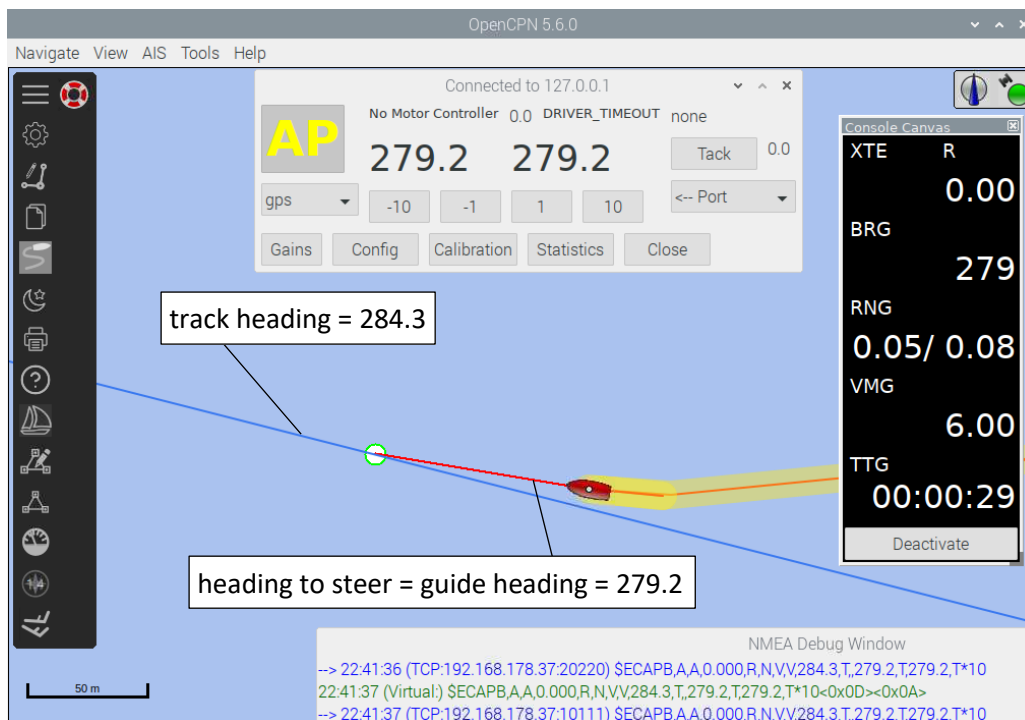 OpenCPN 5.6.0
Navigate View AIS Tools Help
Connected to 127.0.0.1
No Motor Controller 0.0 DRIVER_TIMEOUT none
AP
279.2 279.2
Tack 0.0
gps
-10 -1 1 10
<-- Port
Gains Config Calibration Statistics Close
Console Canvas
XTE R
0.00
BRG
279
RNG
0.05/ 0.08
VMG
6.00
TTG
00:00:29
Deactivate
track heading = 284.3
heading to steer = guide heading = 279.2
50 m
NMEA Debug Window
--> 22:41:36 (TCP:192.168.178.37:20220) $ECAPB,A,A,0.000,R,N,V,V,284.3,T,,279.2,T,279.2,T*10
22:41:37 (Virtual:) $ECAPB,A,A,0.000,R,N,V,V,284.3,T,,279.2,T,279.2,T*10<0x0D><0x0A>
--> 22:41:37 (TCP:192.168.178.37:10111) $ECAPB,A,A,0.000,R,N,V,V,284.3,T,,279.2,T,279.2,T*10